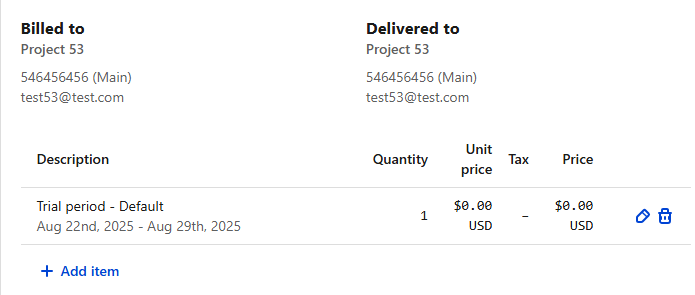 Billed to
Project 53
546456456 (Main)
test53@test.com
Delivered to
Project 53
546456456 (Main)
test53@test.com
Description Quantity Unit price Tax Price
Trial period - Default 1 $0.00 USD – $0.00 USD
Aug 22nd, 2025 - Aug 29th, 2025
+ Add item